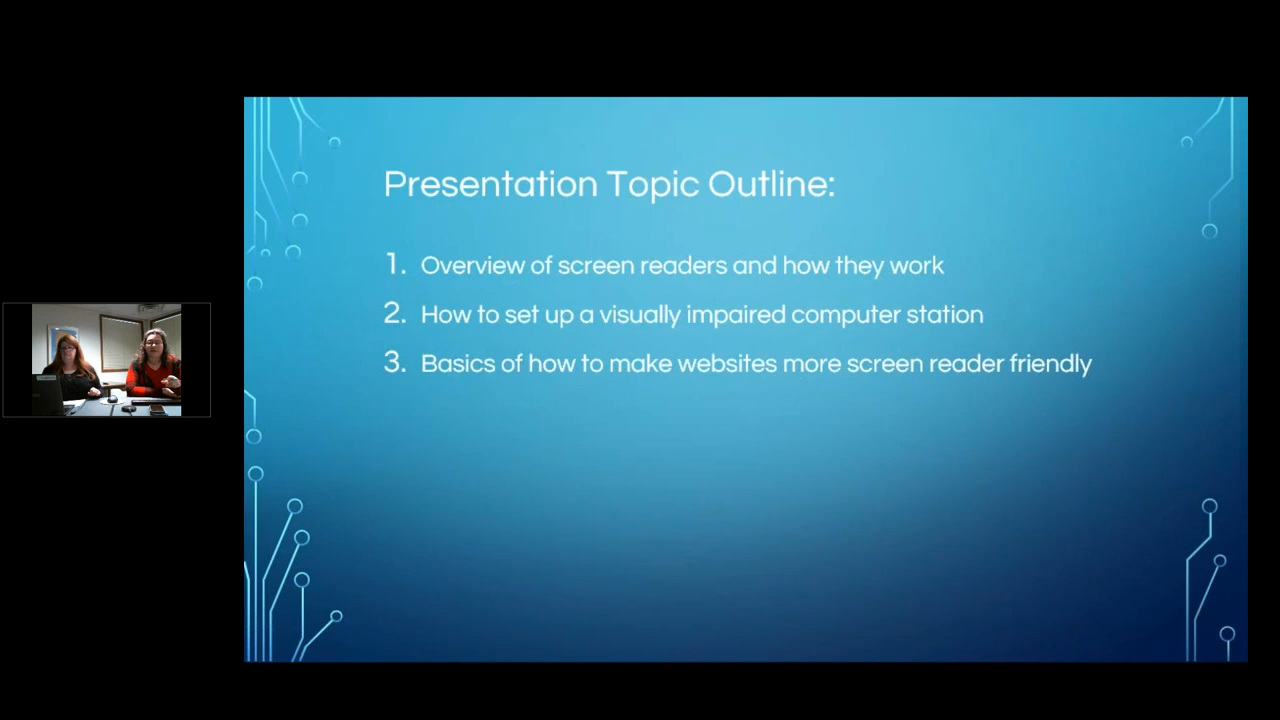 Presentation Topic Outline:
1. Overview of screen readers and how they work
2. How to set up a visually impaired computer station
3. Basics of how to make websites more screen reader friendly